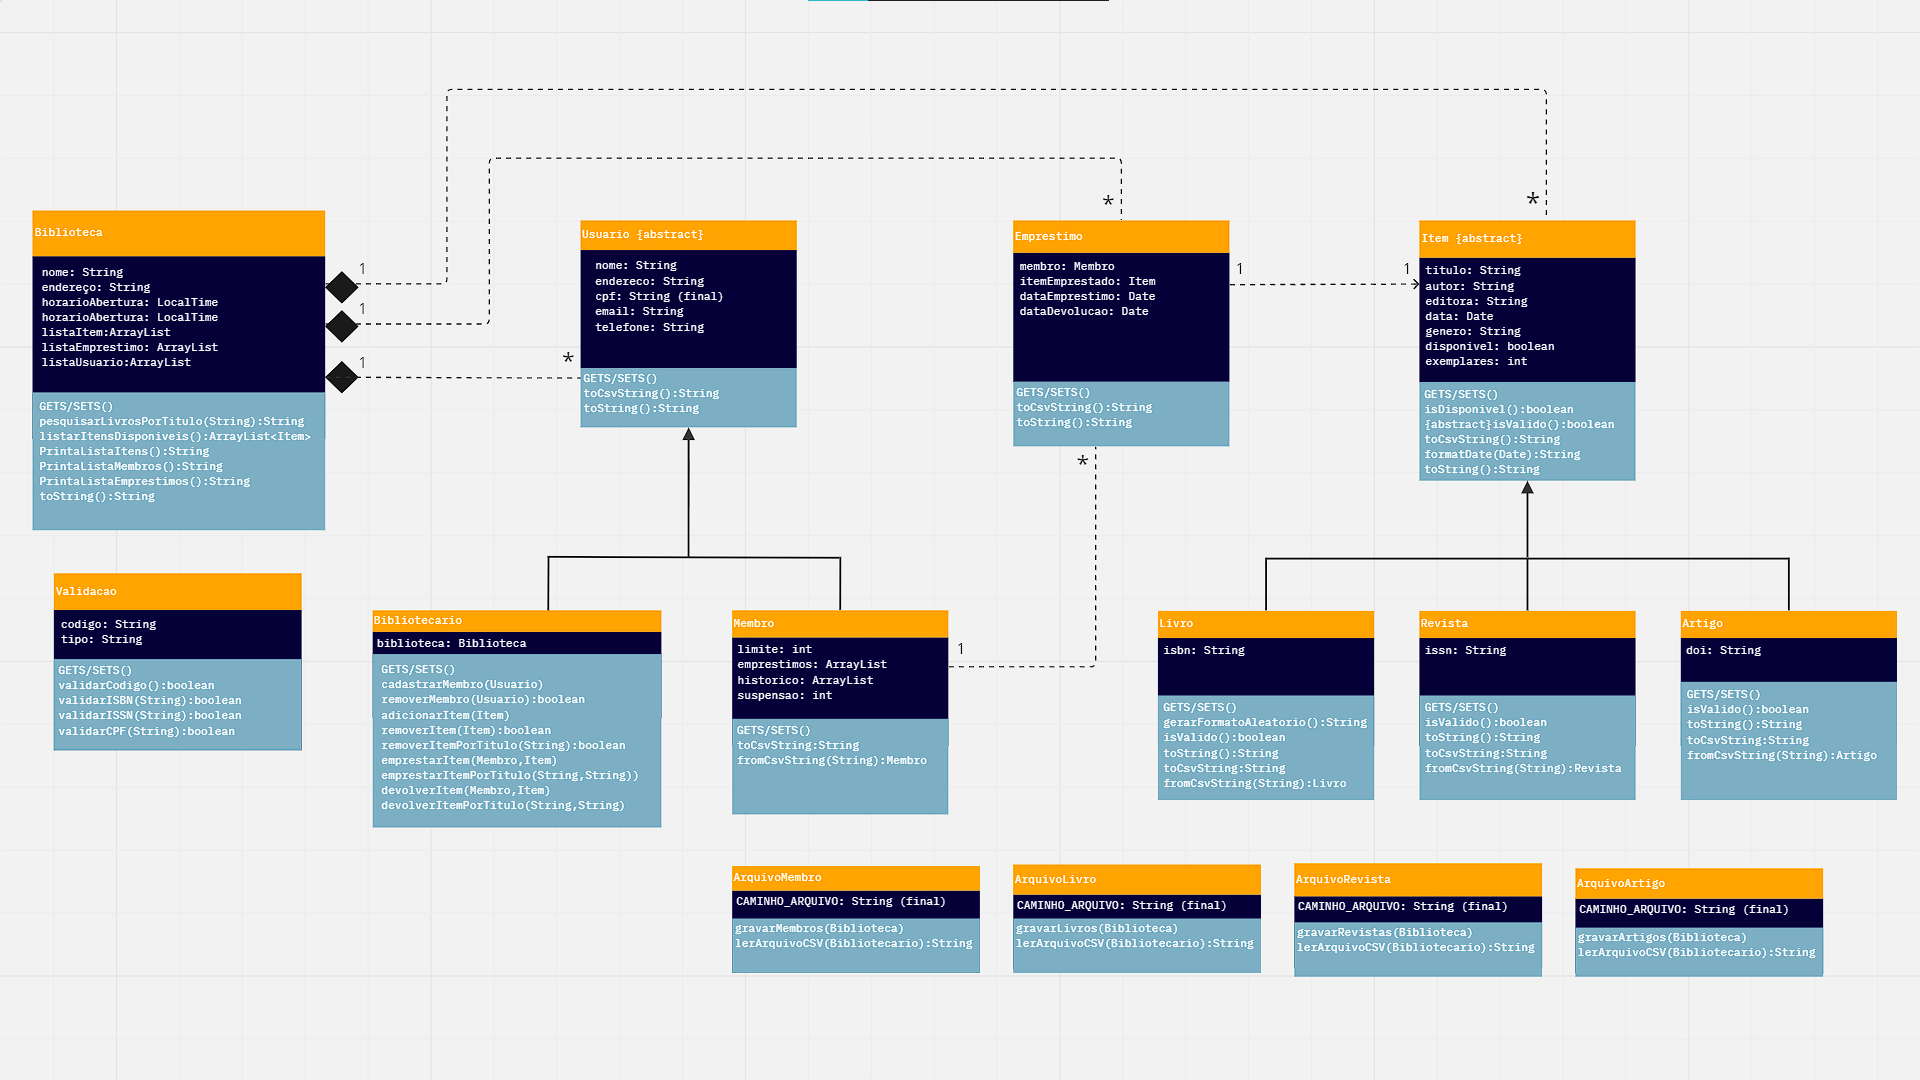 Biblioteca
nome: String
endereço: String
horarioAbertura: LocalTime
horarioAbertura: LocalTime
listaItem:ArrayList
listaEmprestimo: ArrayList
listaUsuario:ArrayList
GETS/SETS()
pesquisarLivrosPorTitulo(String):String
listarItensDisponiveis():ArrayList<Item>
PrintaListaItens():String
PrintaListaMembros():String
PrintaListaEmprestimos():String
toString():String
1
1
1
*
Usuario {abstract}
nome: String
endereco: String
cpf: String (final)
email: String
telefone: String
GETS/SETS()
toCsvString():String
toString():String
*
Emprestimo
membro: Membro
itemEmprestado: Item
dataEmprestimo: Date
dataDevolucao: Date
GETS/SETS()
toCsvString():String
toString():String
*
1
1
*
Item {abstract}
titulo: String
autor: String
editora: String
data: Date
genero: String
disponivel: boolean
exemplares: int
GETS/SETS()
isDisponivel():boolean
{abstract}isValido():boolean
toCsvString():String
formatDate(Date):String
toString():String
Validacao
codigo: String
tipo: String
GETS/SETS()
validarCodigo():boolean
validarISBN(String):boolean
validarISSN(String):boolean
validarCPF(String):boolean
Bibliotecario
biblioteca: Biblioteca
GETS/SETS()
cadastrarMembro(Usuario)
removerMembro(Usuario):boolean
adicionarItem(Item)
removerItem(Item):boolean
removerItemPorTitulo(String):boolean
emprestarItem(Membro,Item)
emprestarItemPorTitulo(String,String))
devolverItem(Membro,Item)
devolverItemPorTitulo(String,String)
Membro
limite: int
emprestimos: ArrayList
historico: ArrayList
suspensao: int
GETS/SETS()
toCsvString:String
fromCsvString(String):Membro
1
Livro
isbn: String
GETS/SETS()
gerarFormatoAleatorio():String
isValido():boolean
toString():String
toCsvString:String
fromCsvString(String):Livro
Revista
issn: String
GETS/SETS()
isValido():boolean
toString():String
toCsvString:String
fromCsvString(String):Revista
Artigo
doi: String
GETS/SETS()
isValido():boolean
toString():String
toCsvString:String
fromCsvString(String):Artigo
ArquivoMembro
CAMINHO_ARQUIVO: String (final)
gravarMembros(Biblioteca)
lerArquivoCSV(Bibliotecario):String
ArquivoLivro
CAMINHO_ARQUIVO: String (final)
gravarLivros(Biblioteca)
lerArquivoCSV(Bibliotecario):String
ArquivoRevista
CAMINHO_ARQUIVO: String (final)
gravarRevistas(Biblioteca)
lerArquivoCSV(Bibliotecario):String
ArquivoArtigo
CAMINHO_ARQUIVO: String (final)
gravarArtigos(Biblioteca)
lerArquivoCSV(Bibliotecario):String